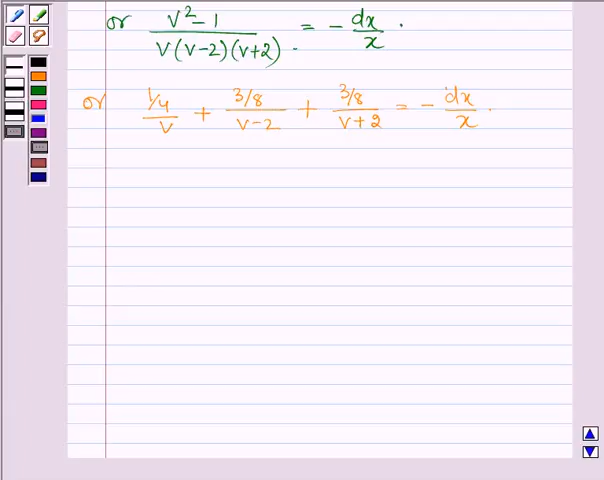 or (v² - 1) / (v(v-2)(v+2)) = - dx/x .
or (1/4)/v + (3/8)/(v-2) + (3/8)/(v+2) = - dx/x .